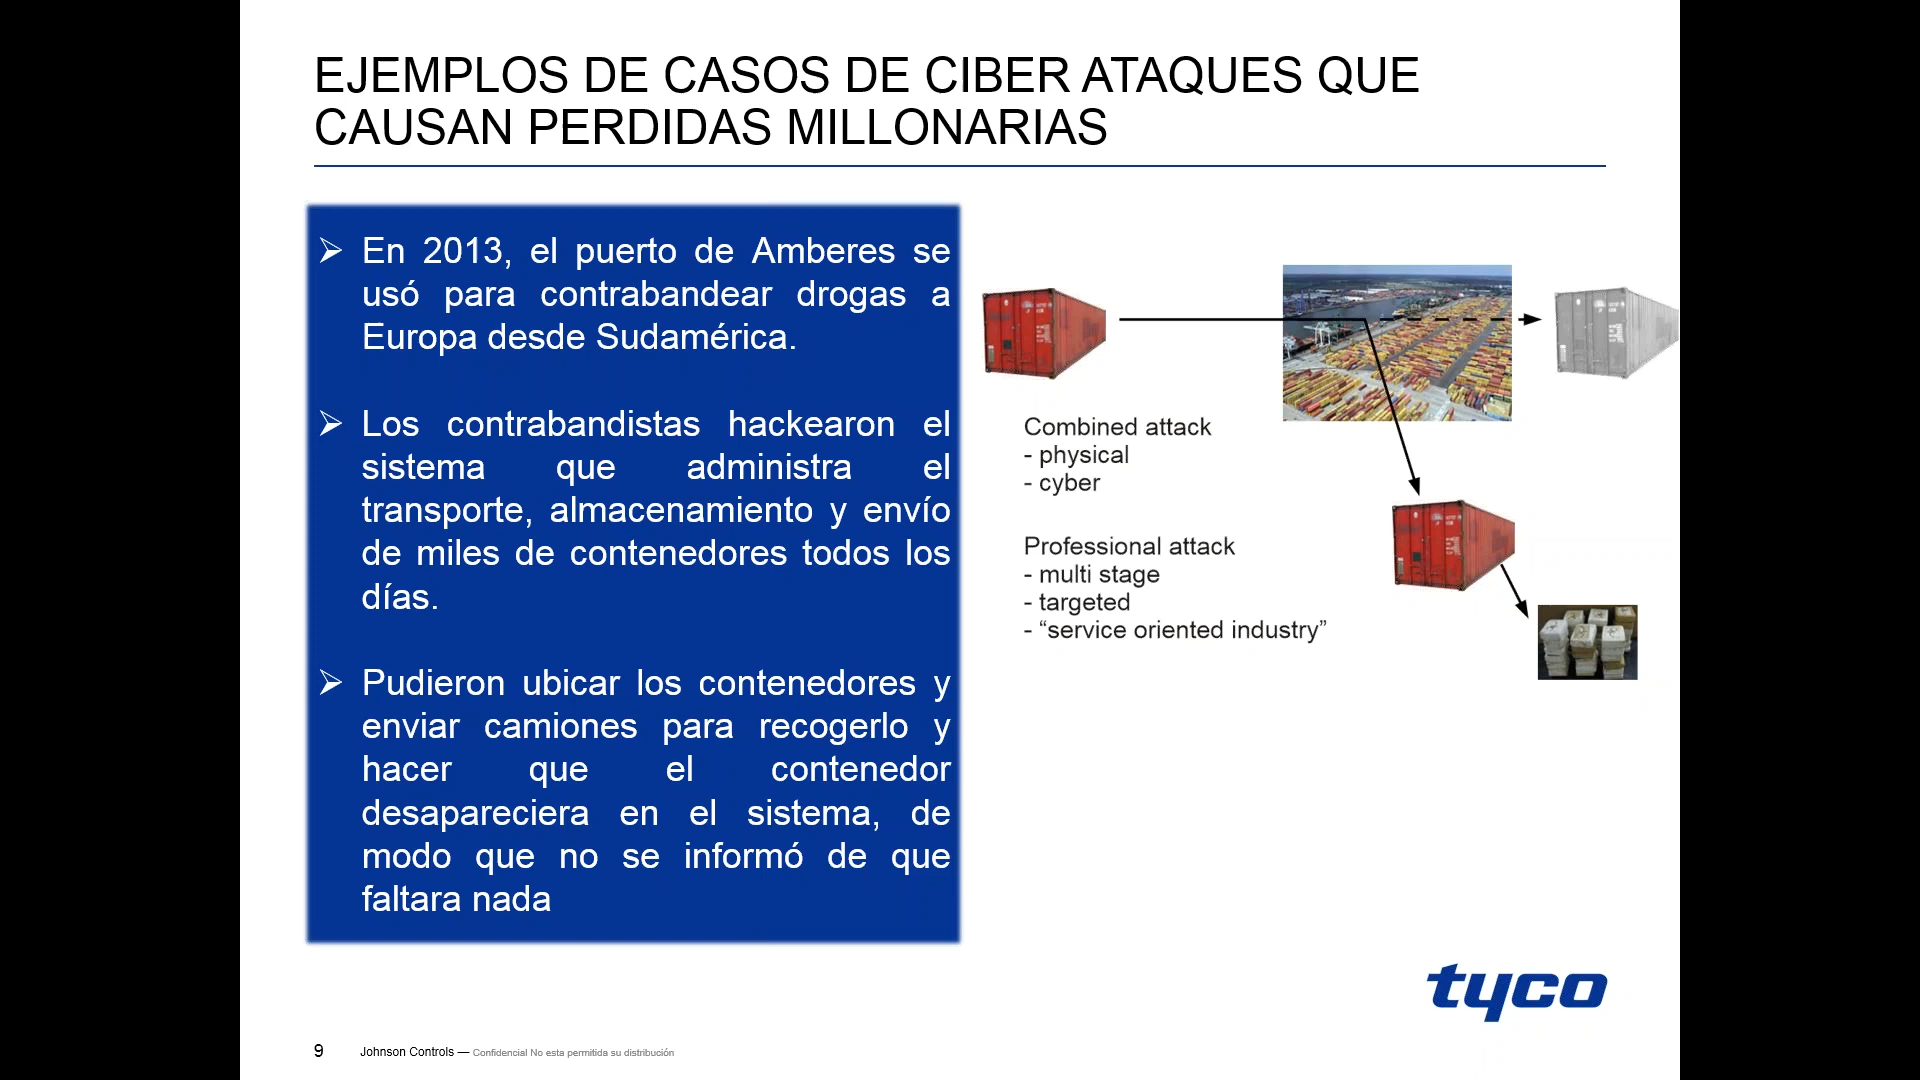 EJEMPLOS DE CASOS DE CIBER ATAQUES QUE
CAUSAN PERDIDAS MILLONARIAS
En 2013, el puerto de Amberes se
usó para contrabandear drogas a
Europa desde Sudamérica.
Los contrabandistas hackearon el
sistema que administra el
transporte, almacenamiento y envío
de miles de contenedores todos los
días.
Pudieron ubicar los contenedores y
enviar camiones para recogerlo y
hacer que el contenedor
desapareciera en el sistema, de
modo que no se informó de que
faltara nada
Combined attack
- physical
- cyber
Professional attack
- multi stage
- targeted
- “service oriented industry”
tyco
9 Johnson Controls — Confidencial No esta permitida su distribución